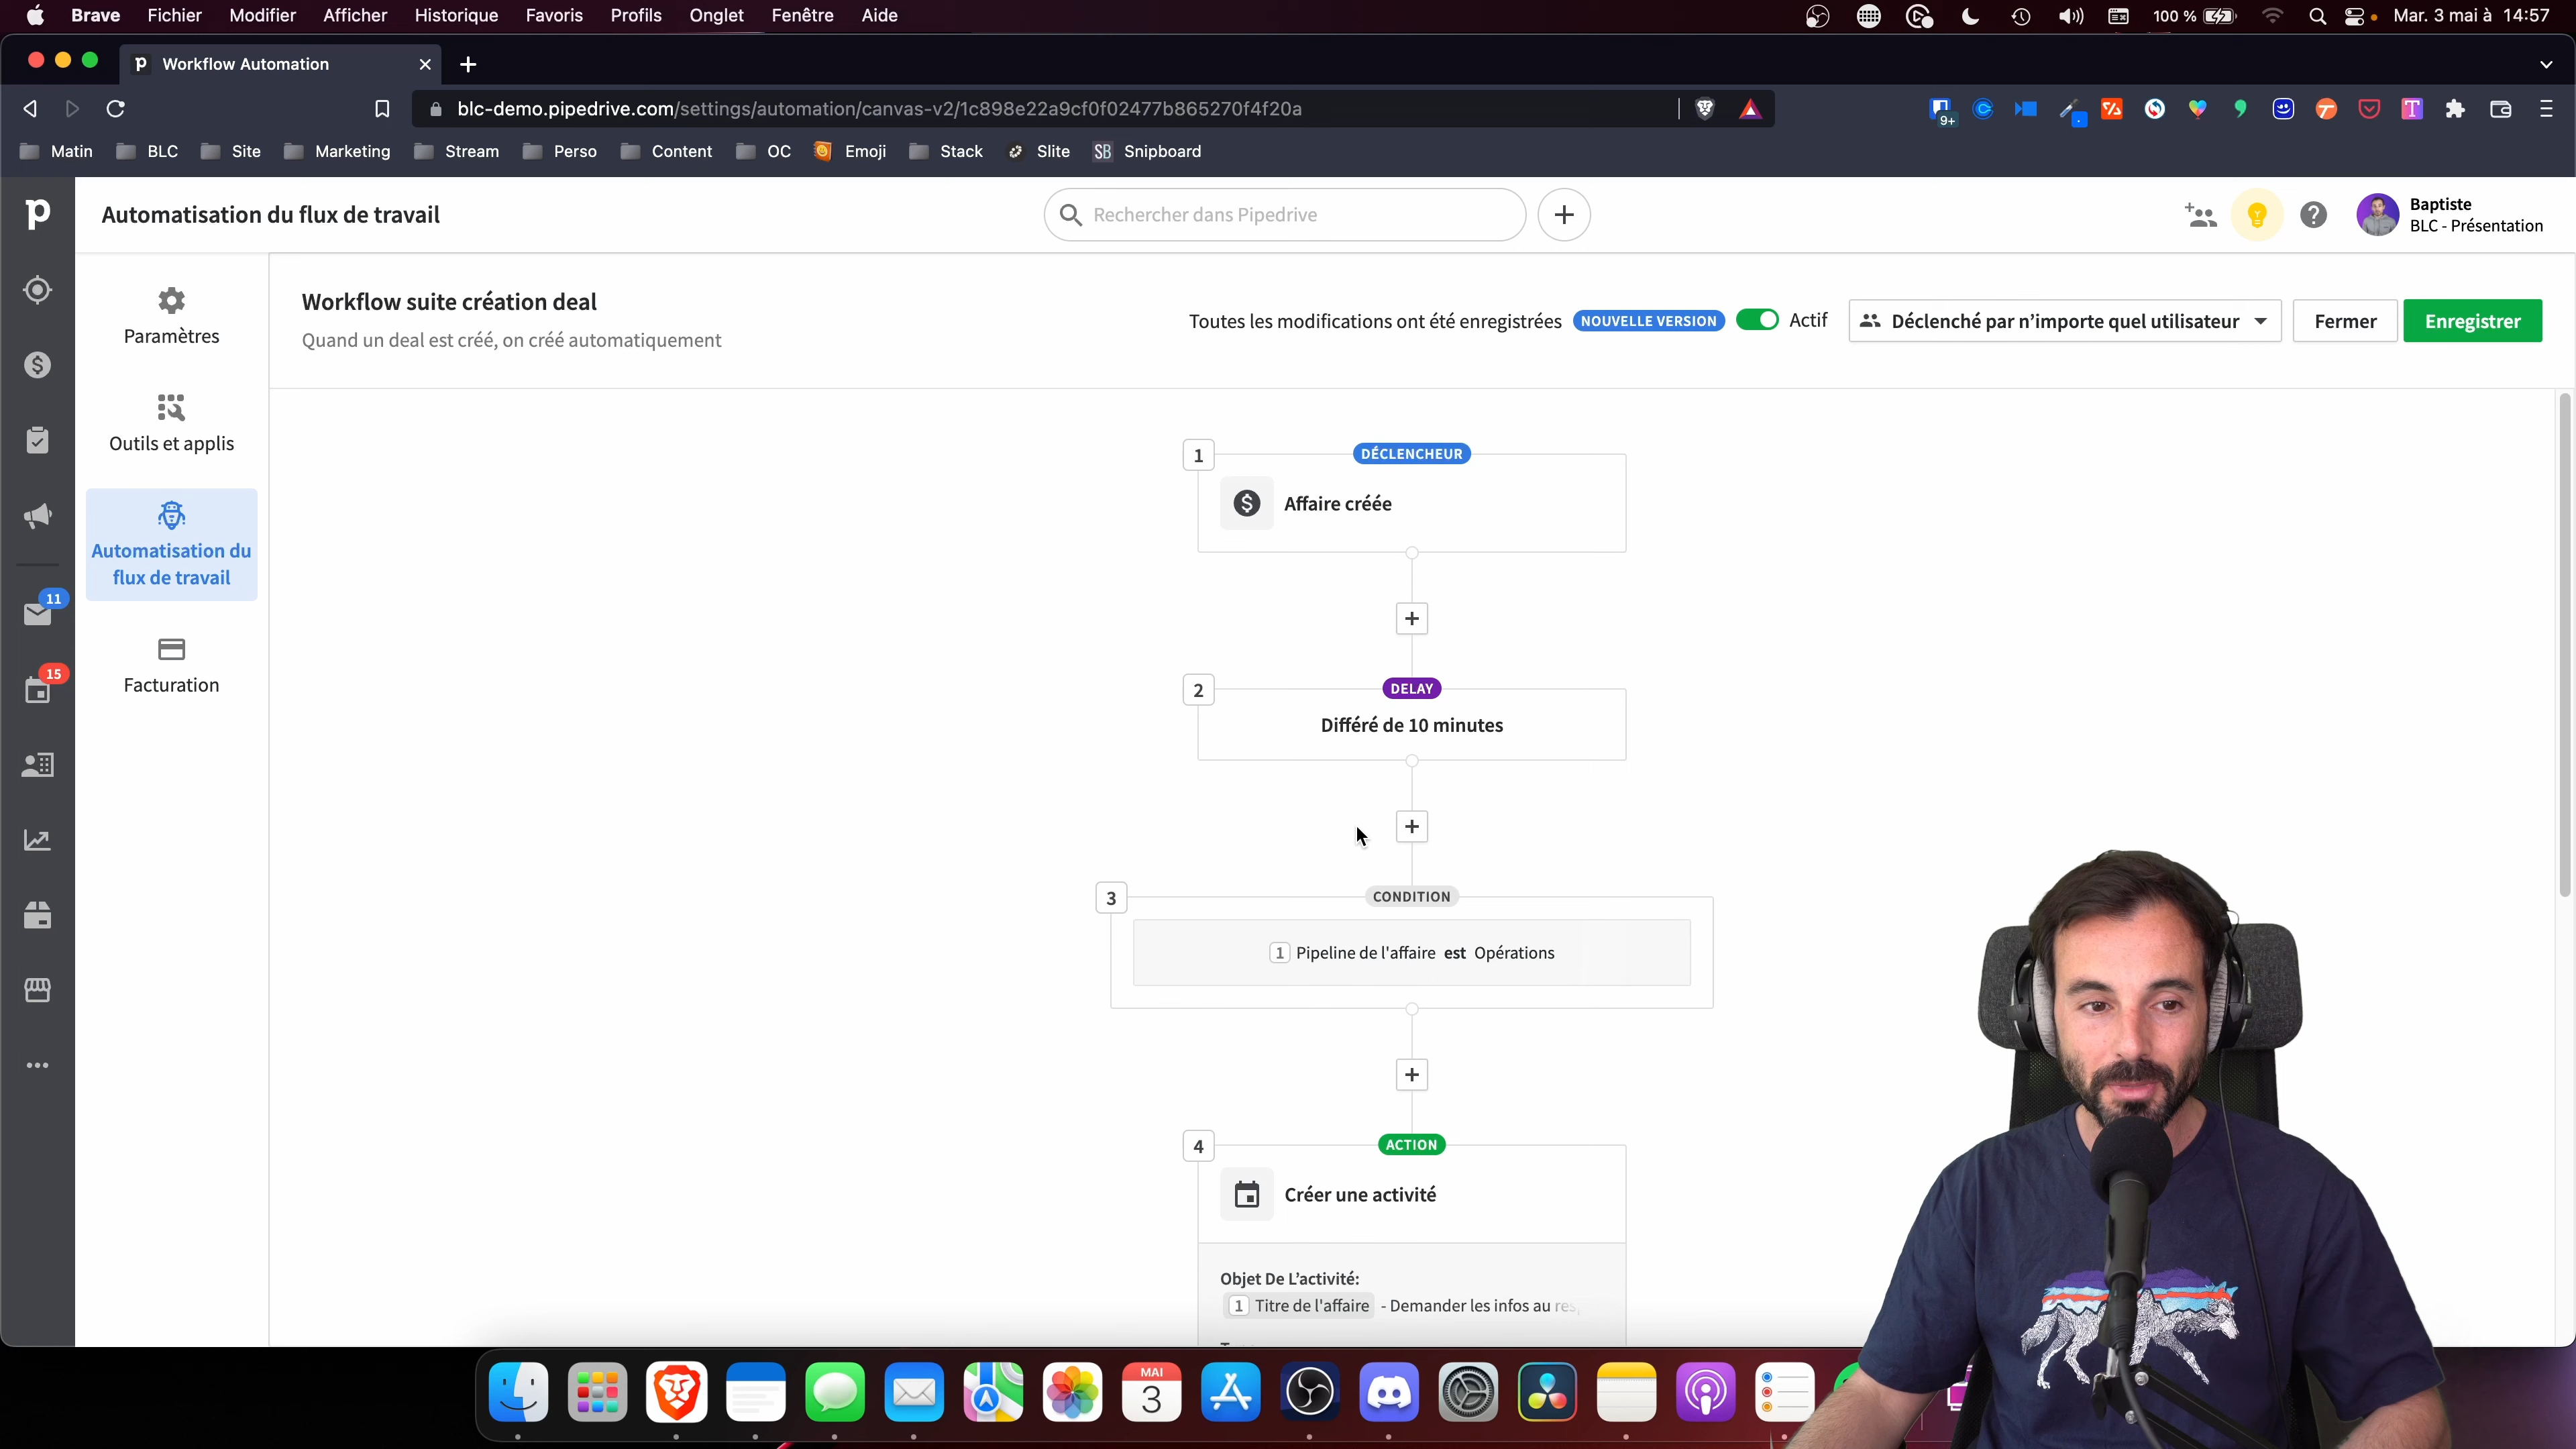 Brave Fichier Modifier Afficher Historique Favoris Profils Onglet Fenêtre Aide 100 % Mar. 3 mai à 14:57
Workflow Automation
blc-demo.pipedrive.com/settings/automation/canvas-v2/1c898e22a9cf0f02477b865270f4f20a
9+
Matin BLC Site Marketing Stream Perso Content OC Emoji Stack Slite SB Snipboard
Automatisation du flux de travail
Rechercher dans Pipedrive
Baptiste
BLC - Présentation
Paramètres
Outils et applis
Automatisation du
flux de travail
Facturation
11
15
Workflow suite création deal
Quand un deal est créé, on créé automatiquement
Toutes les modifications ont été enregistrées NOUVELLE VERSION Actif Déclenché par n’importe quel utilisateur Fermer Enregistrer
1 DÉCLENCHEUR
Affaire créée
2 DELAY
Différé de 10 minutes
3 CONDITION
1 Pipeline de l'affaire est Opérations
4 ACTION
Créer une activité
Objet De L’activité:
1 Titre de l'affaire - Demander les infos au
MAI
3